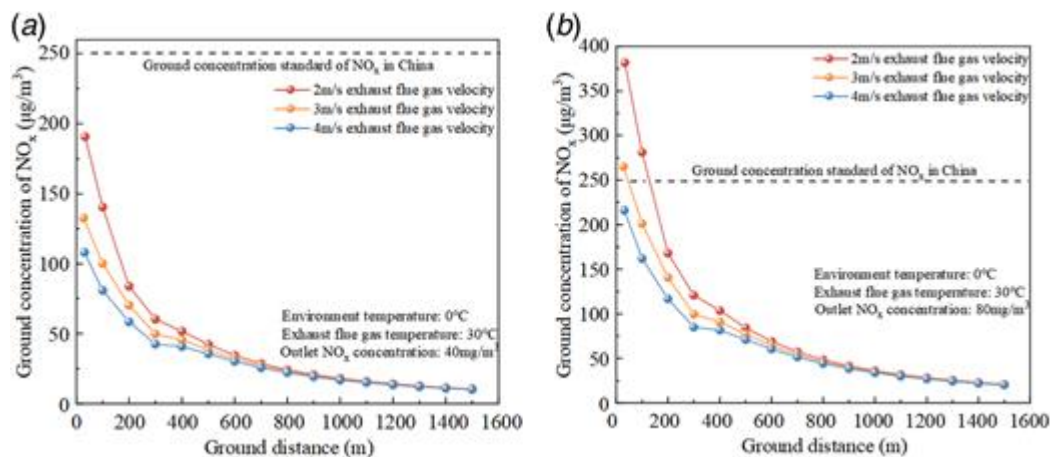 (a)
250
200
150
100
50
0
Ground concentration of NOx (μg/m3)
Ground concentration standard of NOx in China
2m/s exhaust flue gas velocity
3m/s exhaust flue gas velocity
4m/s exhaust flue gas velocity
Environment temperature: 0°C
Exhaust flue gas temperature: 30°C
Outlet NOx concentration: 40mg/m3
0 200 400 600 800 1000 1200 1400 1600
Ground distance (m)
(b)
400
350
300
250
200
150
100
50
0
Ground concentration of NOx (μg/m3)
2m/s exhaust flue gas velocity
3m/s exhaust flue gas velocity
4m/s exhaust flue gas velocity
Ground concentration standard of NOx in China
Environment temperature: 0°C
Exhaust flue gas temperature: 30°C
Outlet NOx concentration: 80mg/m3
0 200 400 600 800 1000 1200 1400 1600
Ground distance (m)